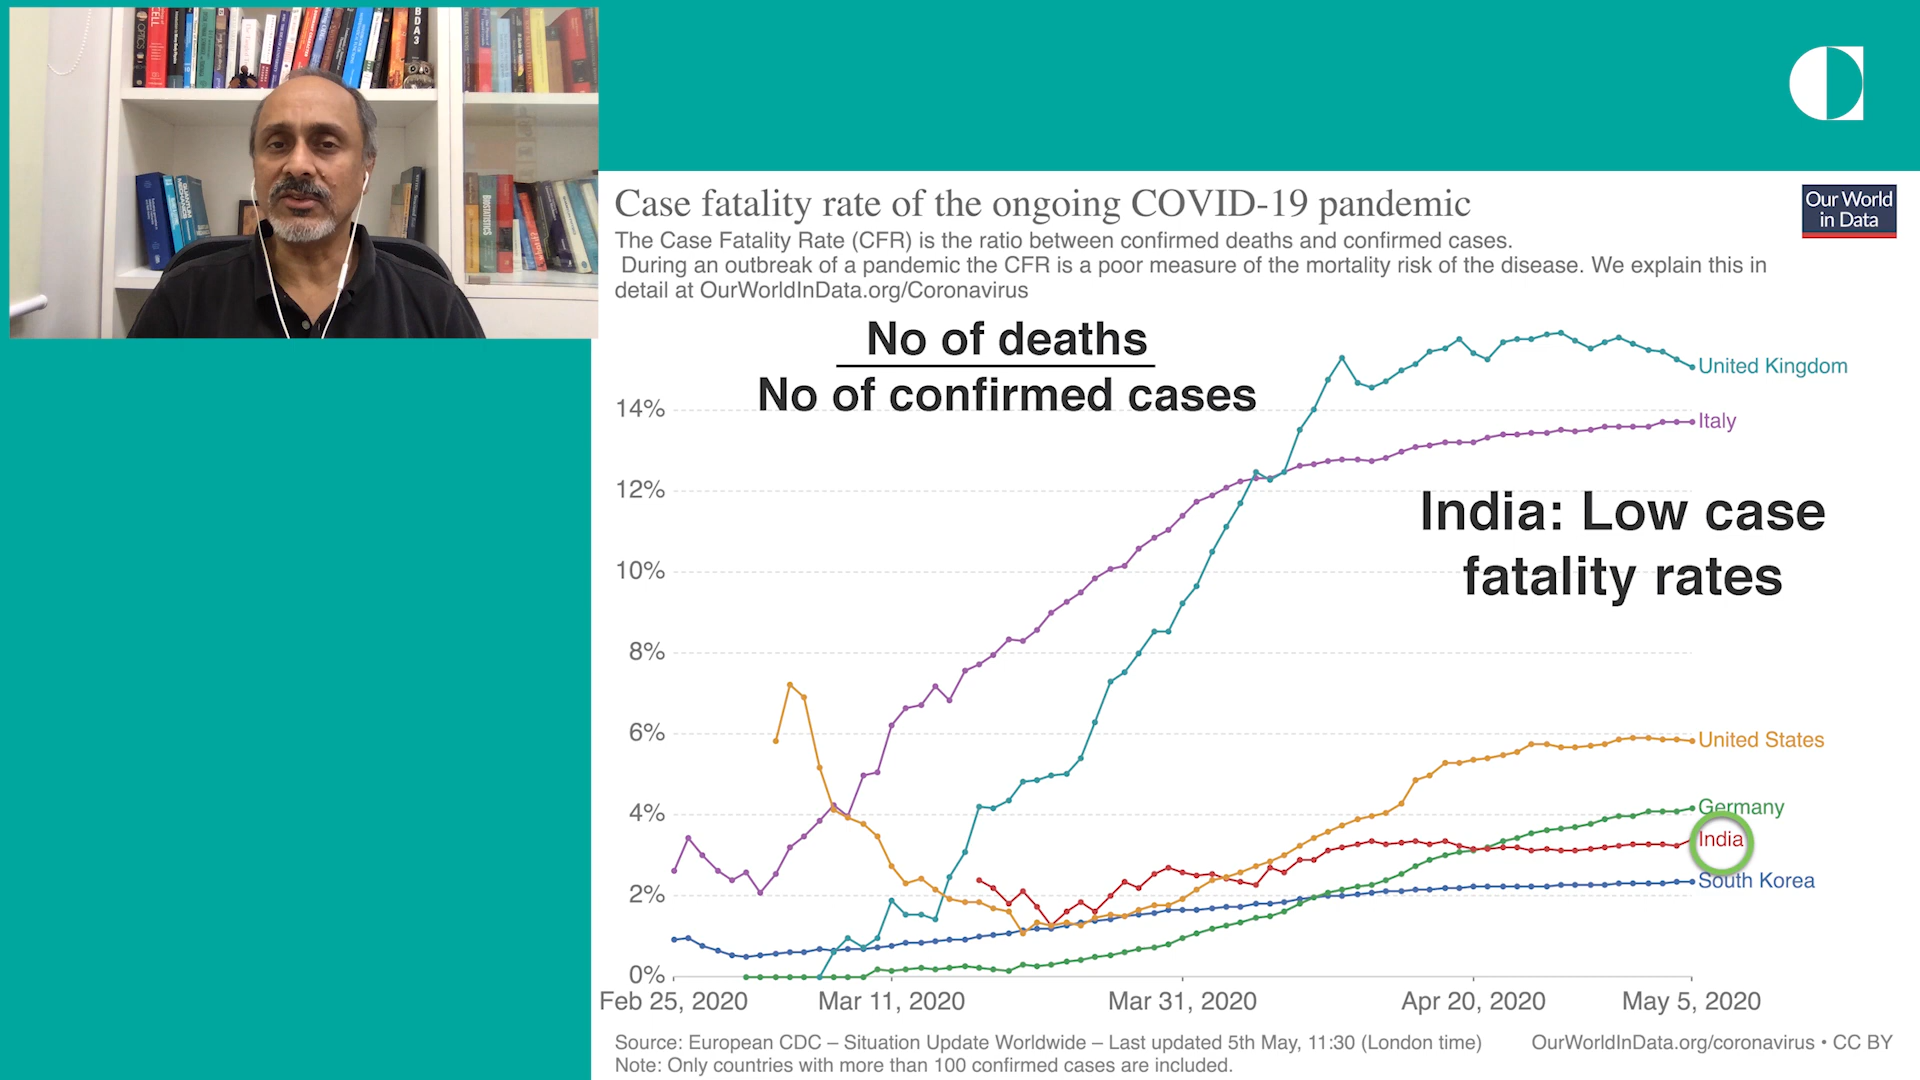 CELL
OPTICS
BDA3
QUANTUM
MECHANICS
BIOSTATISTICS
Our World
in Data
Case fatality rate of the ongoing COVID-19 pandemic
The Case Fatality Rate (CFR) is the ratio between confirmed deaths and confirmed cases.
During an outbreak of a pandemic the CFR is a poor measure of the mortality risk of the disease. We explain this in
detail at OurWorldInData.org/Coronavirus
No of deaths
No of confirmed cases
India: Low case
fatality rates
14%
12%
10%
8%
6%
4%
2%
0%
United Kingdom
Italy
United States
Germany
India
South Korea
Feb 25, 2020
Mar 11, 2020
Mar 31, 2020
Apr 20, 2020
May 5, 2020
Source: European CDC – Situation Update Worldwide – Last updated 5th May, 11:30 (London time)
OurWorldInData.org/coronavirus • CC BY
Note: Only countries with more than 100 confirmed cases are included.